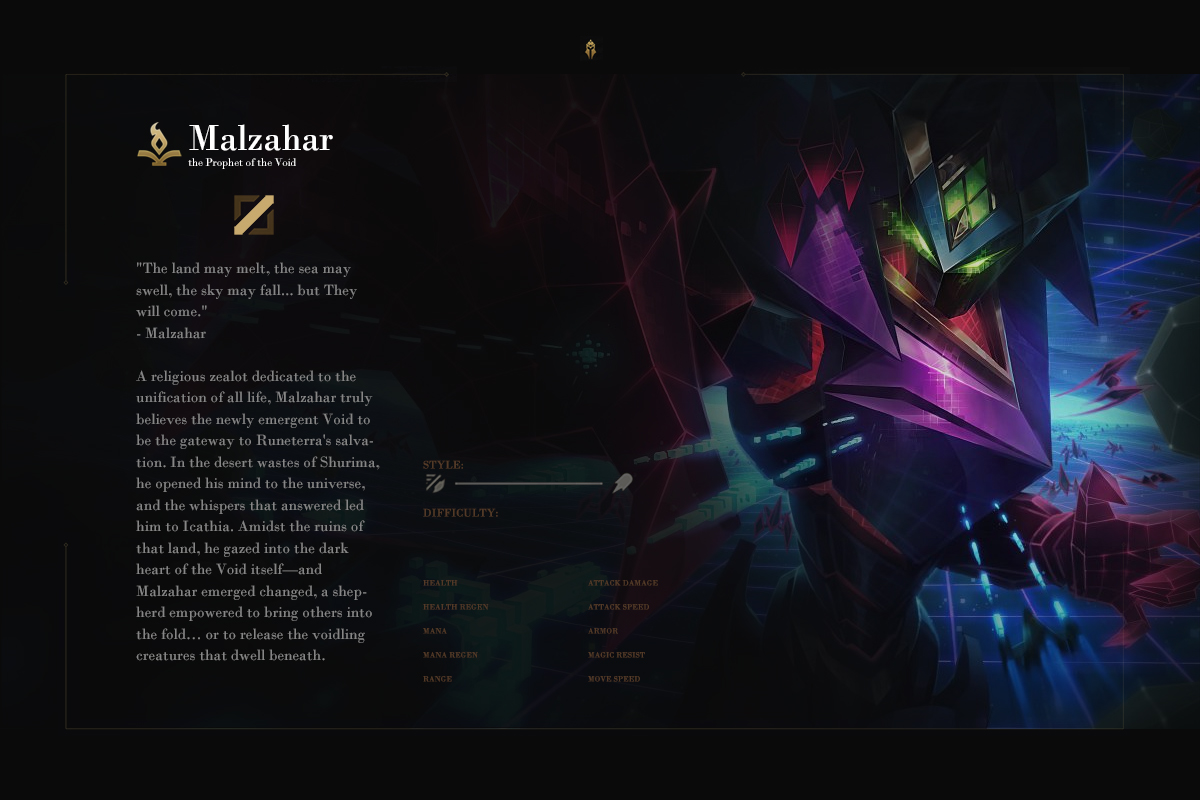 Malzahar
the Prophet of the Void
"The land may melt, the sea may
swell, the sky may fall... but They
will come."
- Malzahar
A religious zealot dedicated to the
unification of all life, Malzahar truly
believes the newly emergent Void to
be the gateway to Runeterra's salva-
tion. In the desert wastes of Shurima,
he opened his mind to the universe,
and the whispers that answered led
him to Icathia. Amidst the ruins of
that land, he gazed into the dark
heart of the Void itself—and
Malzahar emerged changed, a shep-
herd empowered to bring others into
the fold... or to release the voidling
creatures that dwell beneath.
STYLE:
DIFFICULTY:
HEALTH
HEALTH REGEN
MANA
MANA REGEN
RANGE
ATTACK DAMAGE
ATTACK SPEED
ARMOR
MAGIC RESIST
MOVE SPEED